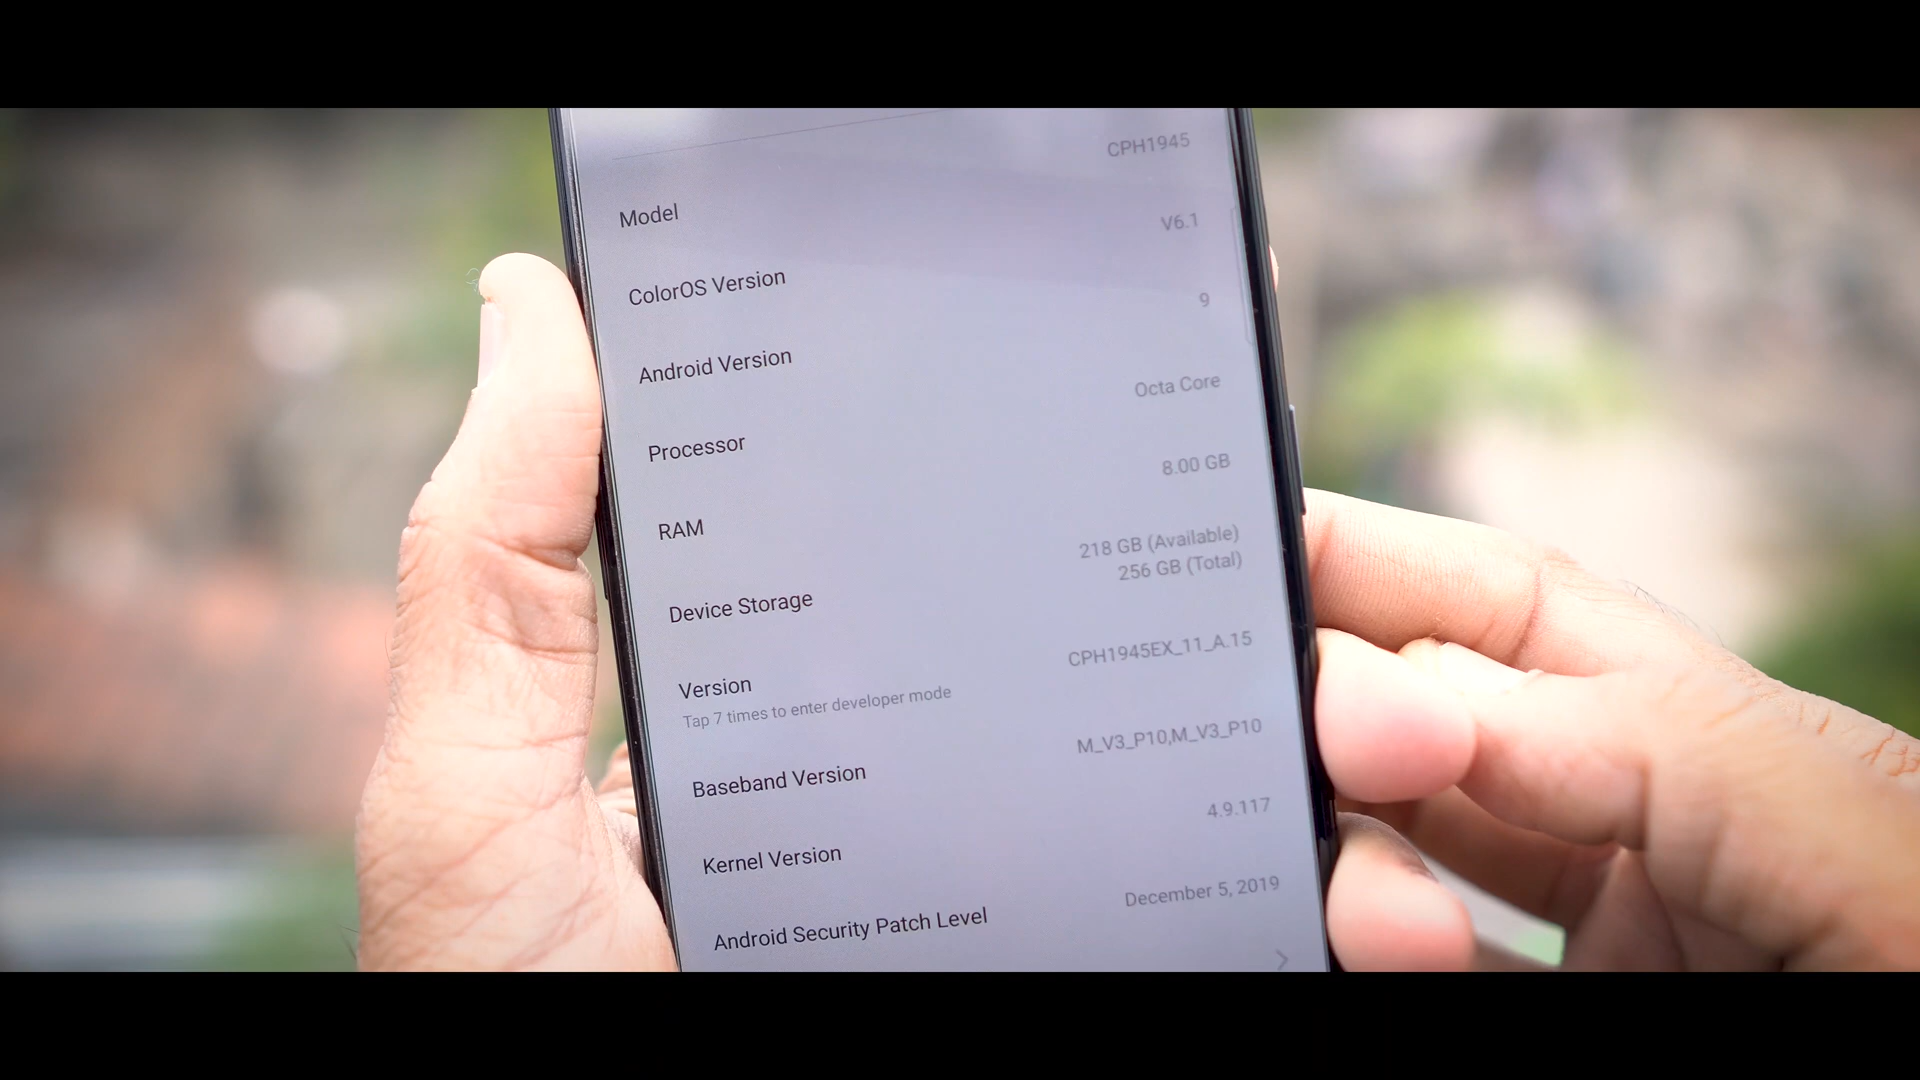 Model CPH1945
ColorOS Version V6.1
Android Version 9
Processor Octa Core
RAM 8.00 GB
Device Storage 218 GB (Available)
256 GB (Total)
Version CPH1945EX_11_A.15
Tap 7 times to enter developer mode
Baseband Version M_V3_P10,M_V3_P10
Kernel Version 4.9.117
Android Security Patch Level December 5, 2019